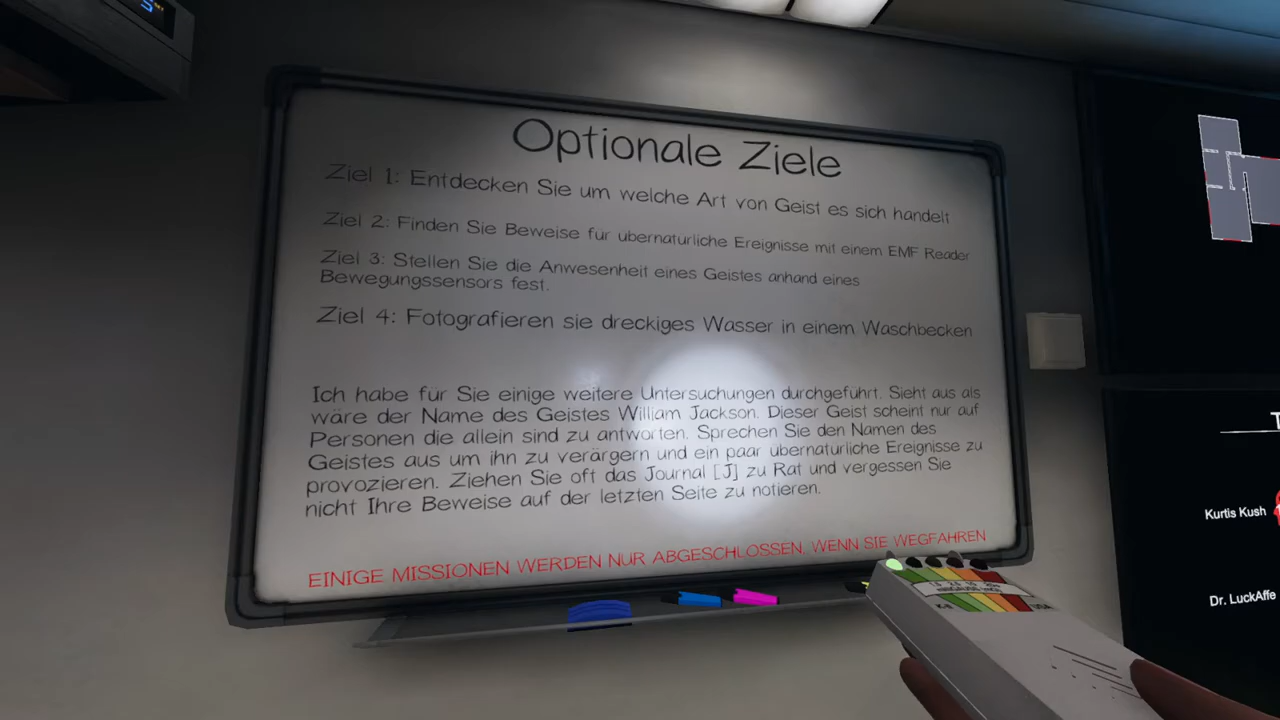 Optionale Ziele
Ziel 1: Entdecken Sie um welche Art von Geist es sich handelt
Ziel 2: Finden Sie Beweise für übernatürliche Ereignisse mit einem EMF Reader
Ziel 3: Stellen Sie die Anwesenheit eines Geistes anhand eines
Bewegungssensors fest.
Ziel 4: Fotografieren sie dreckiges Wasser in einem Waschbecken
Ich habe für Sie einige weitere Untersuchungen durchgeführt. Sieht aus als
wäre der Name des Geistes William Jackson. Dieser Geist scheint nur auf
Personen die allein sind zu antworten. Sprechen Sie den Namen des
Geistes aus um ihn zu verärgern und ein paar übernatürliche Ereignisse zu
provozieren. Ziehen Sie oft das Journal [J] zu Rat und vergessen Sie
nicht Ihre Beweise auf der letzten Seite zu notieren.
EINIGE MISSIONEN WERDEN NUR ABGESCHLOSSEN, WENN SIE WEGFAHREN
Kurtis Kush
Dr. LuckAffe